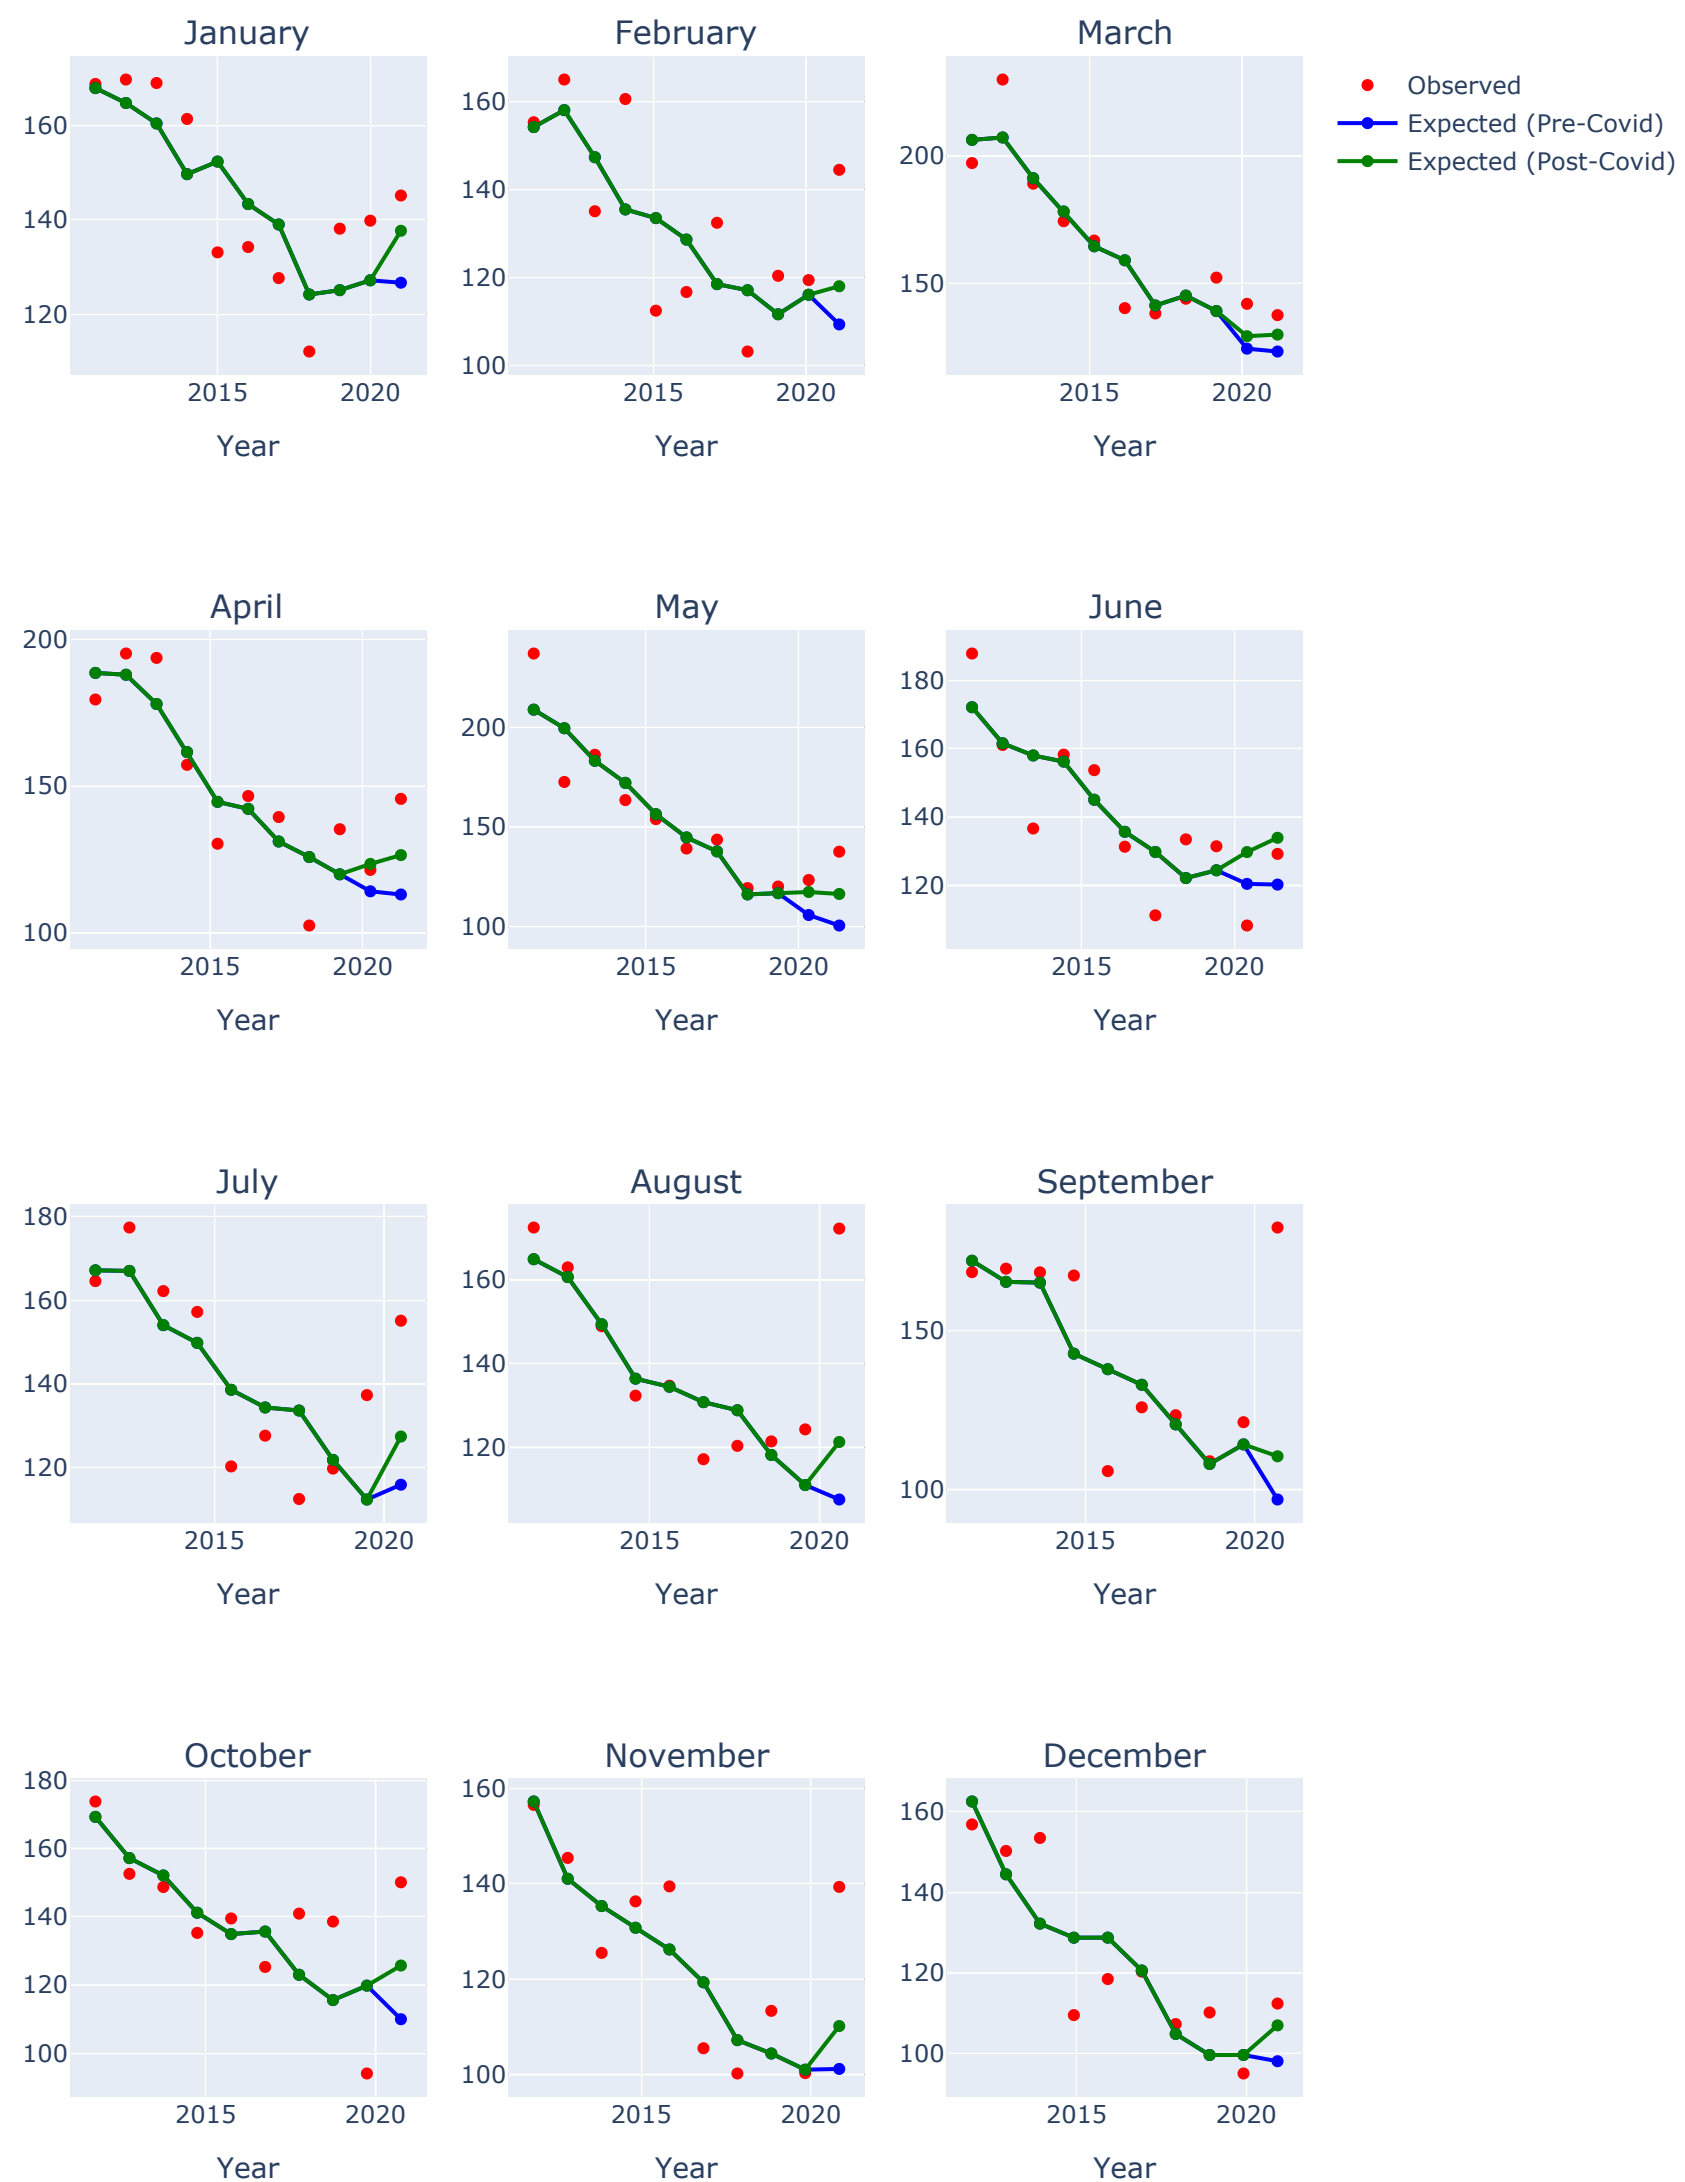 January
February
March
Observed
Expected (Pre-Covid)
Expected (Post-Covid)
160
140
120
2015
2020
Year
160
140
120
100
2015
2020
Year
200
150
2015
2020
Year
April
May
June
200
150
100
2015
2020
Year
200
150
100
2015
2020
Year
180
160
140
120
2015
2020
Year
July
August
September
180
160
140
120
2015
2020
Year
160
140
120
2015
2020
Year
150
100
2015
2020
Year
October
November
December
180
160
140
120
100
2015
2020
Year
160
140
120
100
2015
2020
Year
160
140
120
100
2015
2020
Year